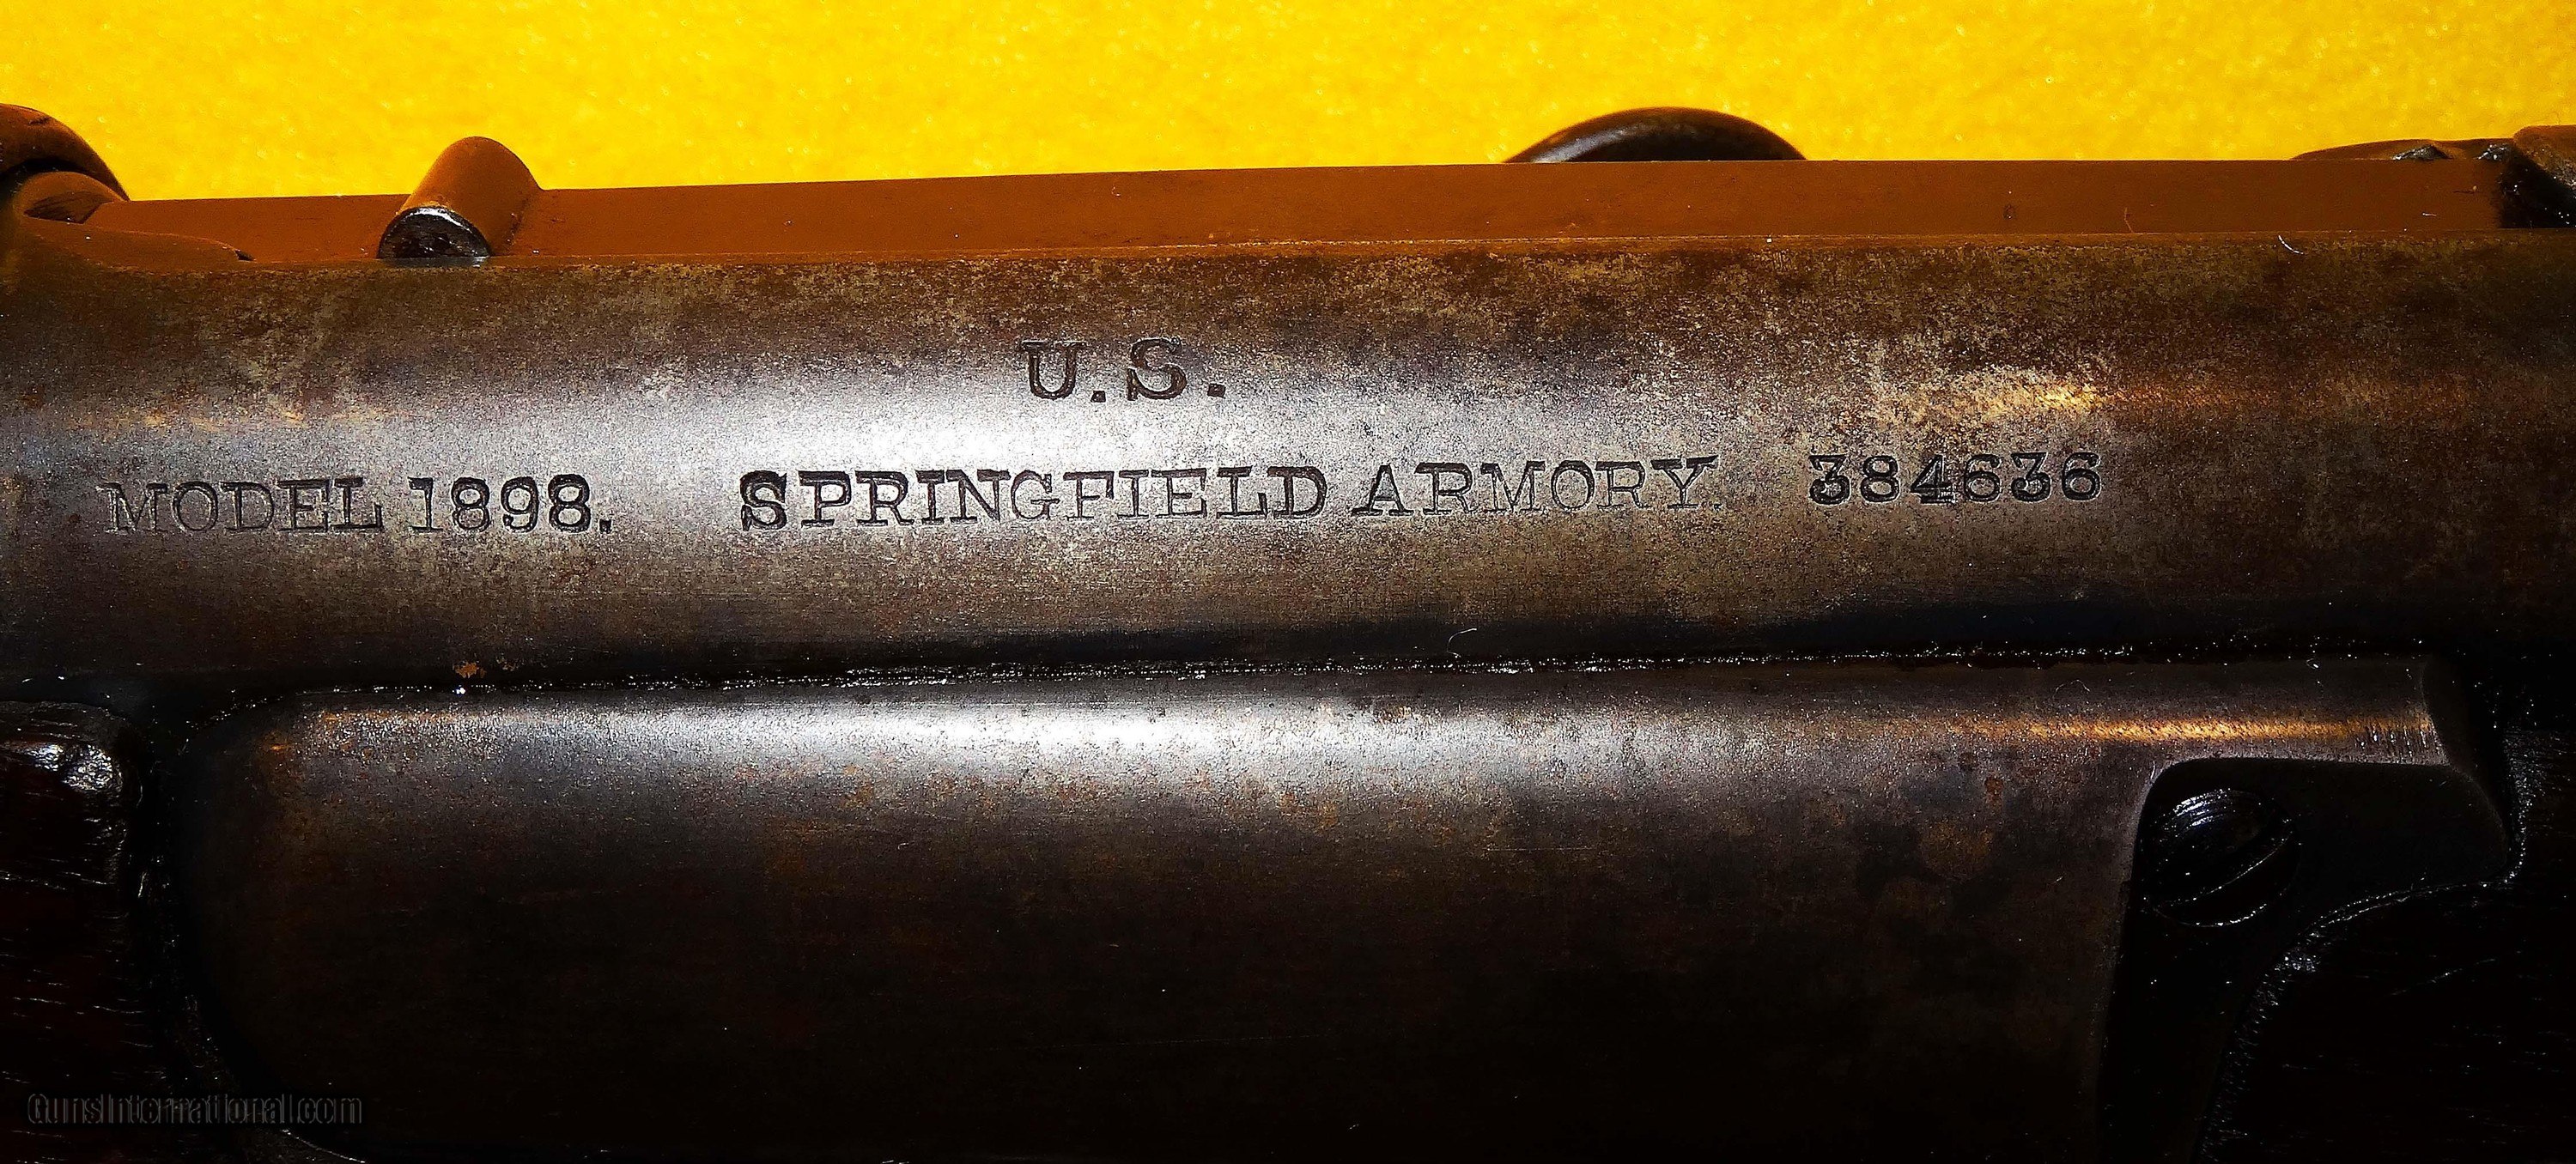 U.S.
MODEL 1898. SPRINGFIELD ARMORY. 384636
GunsInternational.com